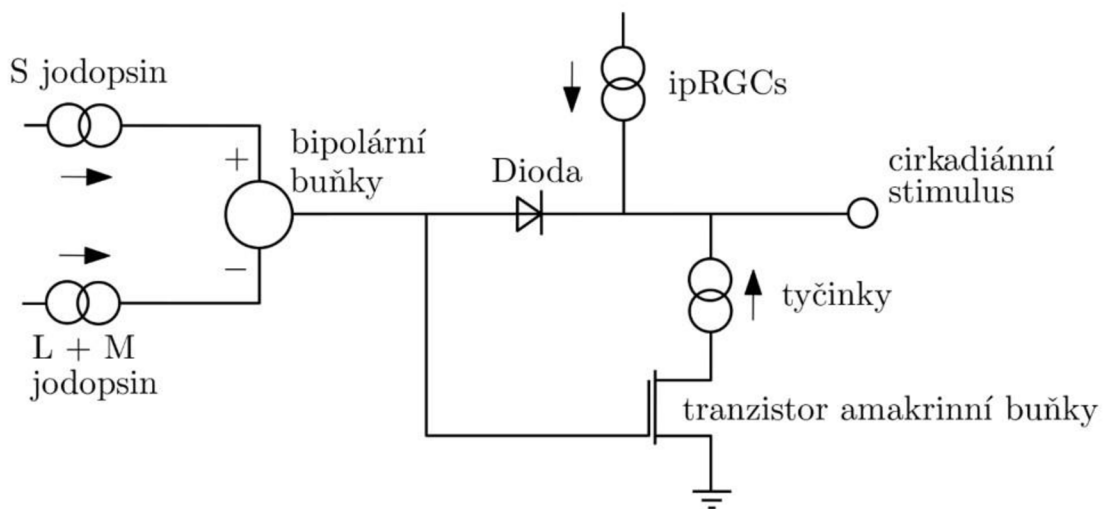 S jodopsin
ipRGCs
bipolární
buňky
Dioda
cirkadiánní
stimulus
+
−
tyčinky
L + M
jodopsin
tranzistor amakrinní buňky